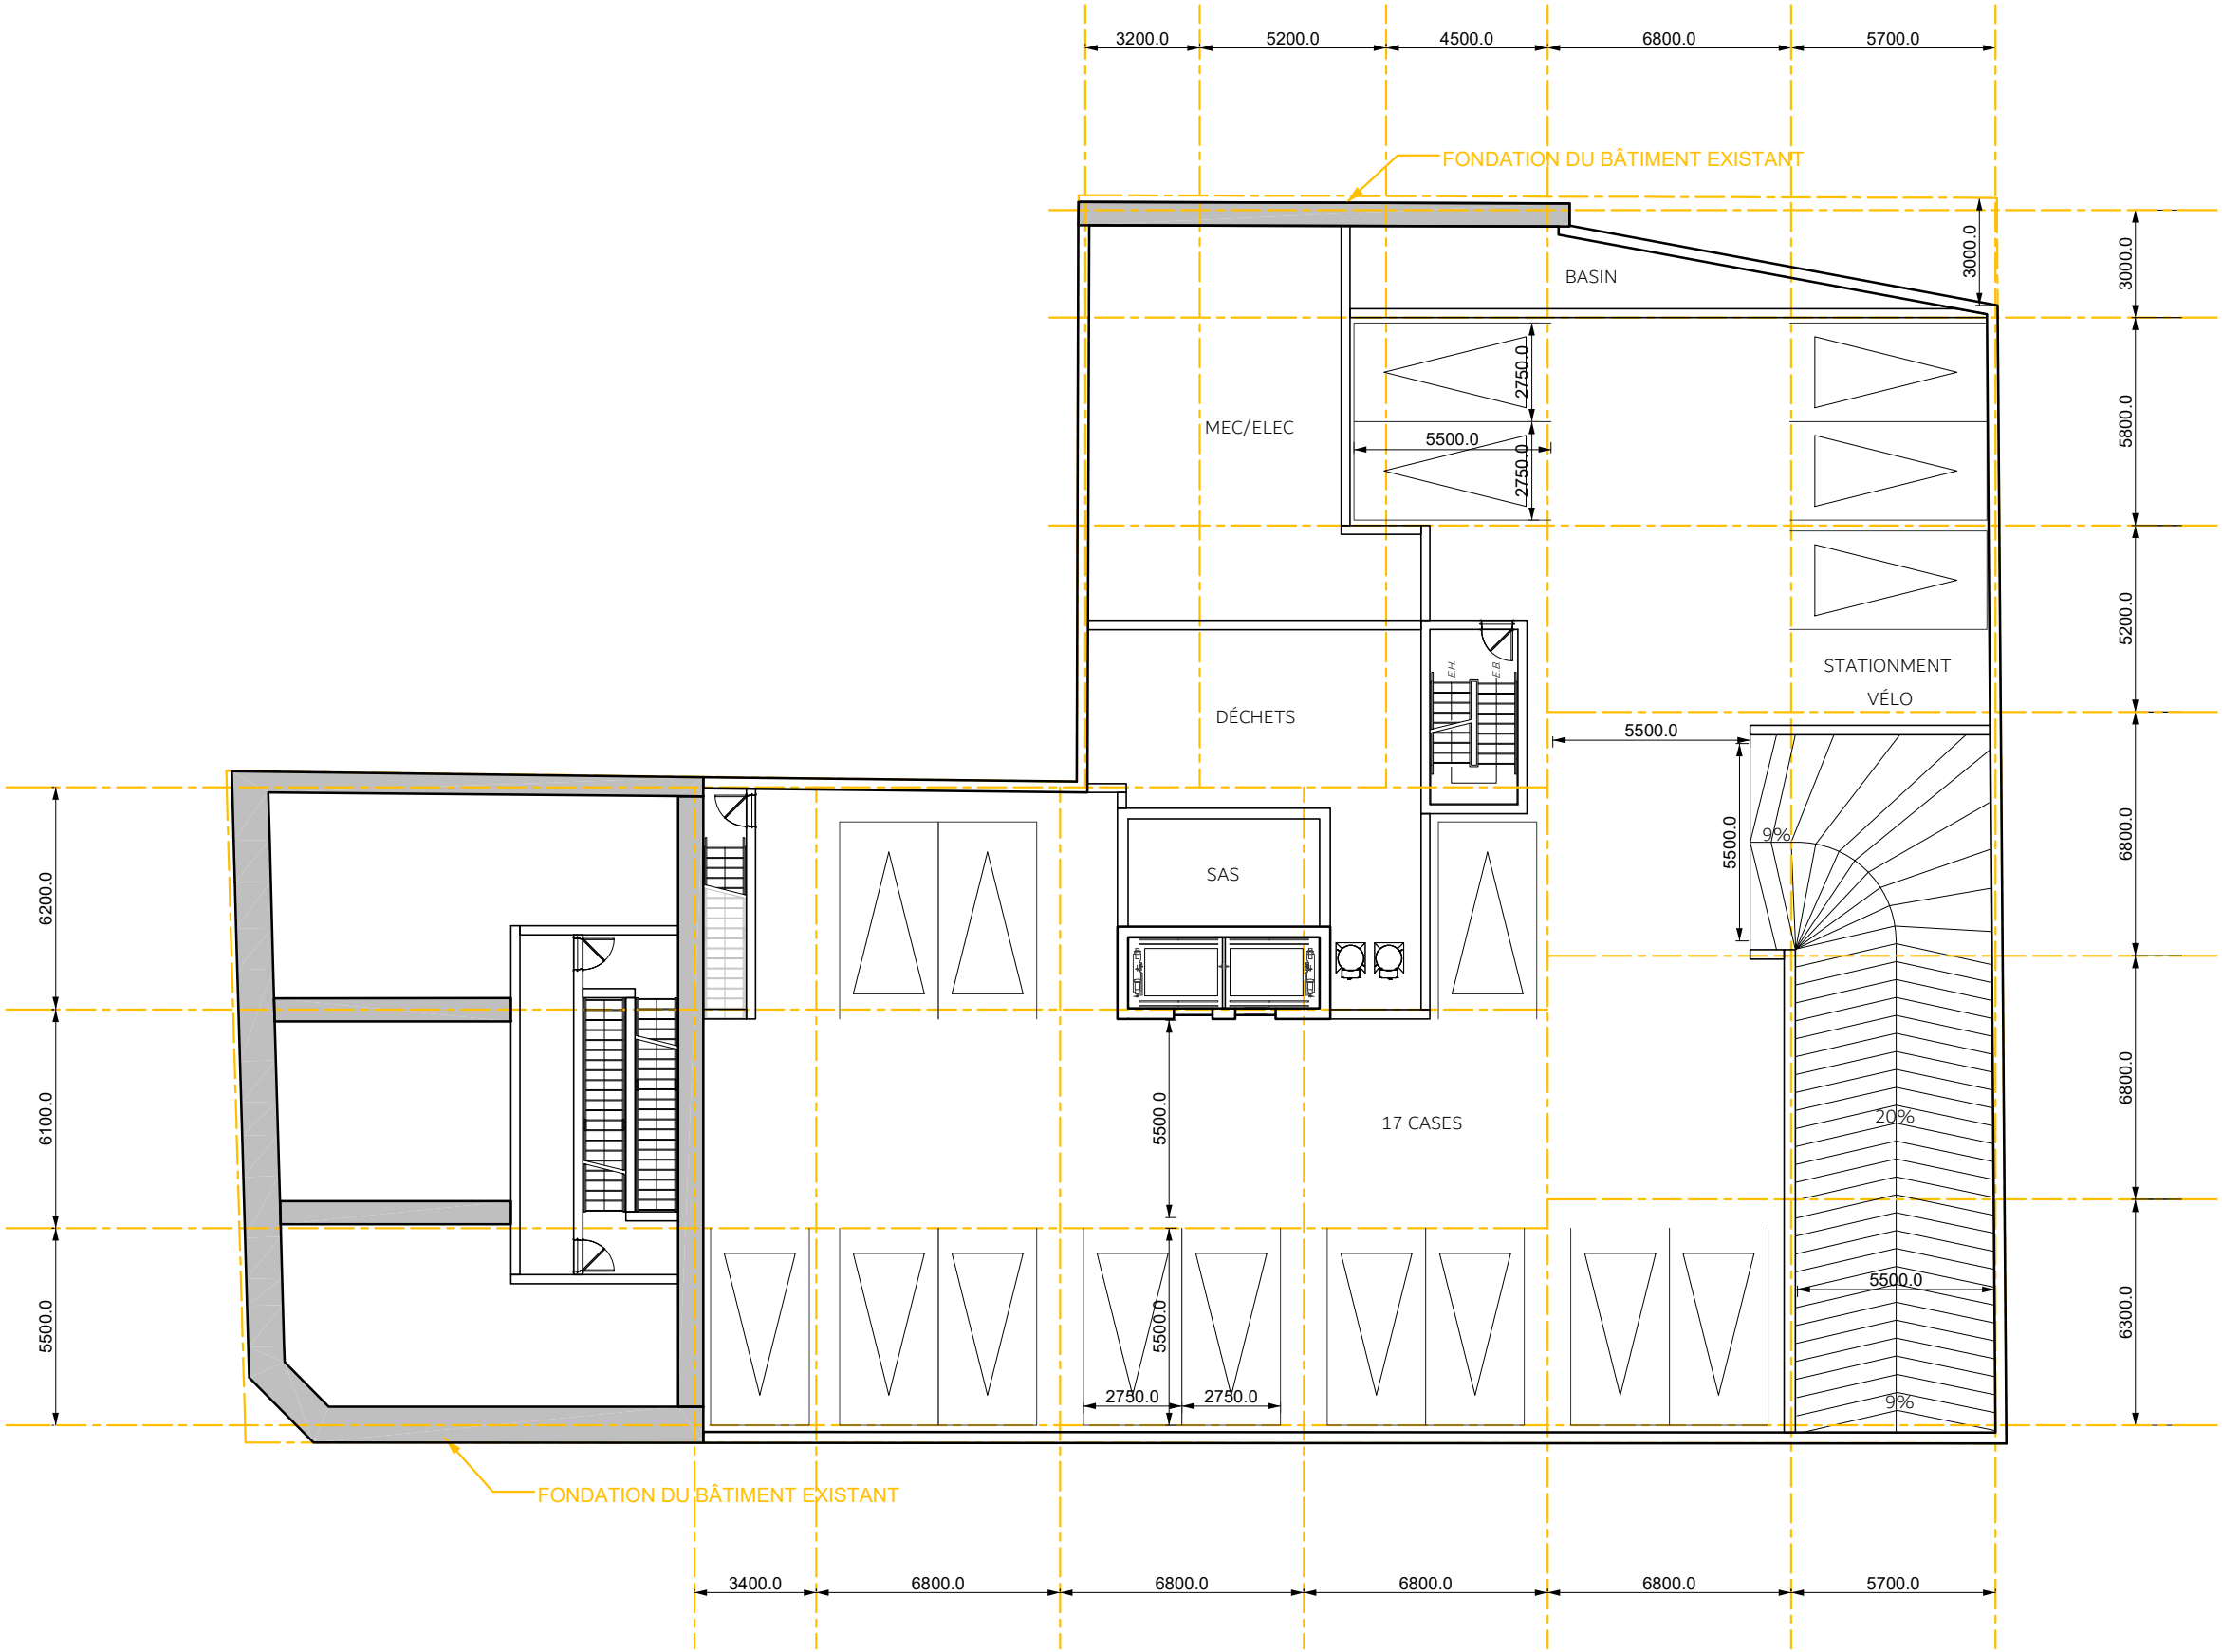 3200.0 5200.0 4500.0 6800.0 5700.0
FONDATION DU BÂTIMENT EXISTANT
3000.0
3000.0
BASIN
2750.0
5800.0
MEC/ELEC
5500.0
2750.0
5200.0
E.H.
E.B.
STATIONMENT
VÉLO
DÉCHETS
5500.0
5500.0
9%
6800.0
SAS
6200.0
6100.0
5500.0
17 CASES
20%
6800.0
5500.0
5500.0
5500.0
6300.0
2750.0 2750.0
9%
FONDATION DU BÂTIMENT EXISTANT
3400.0 6800.0 6800.0 6800.0 6800.0 5700.0